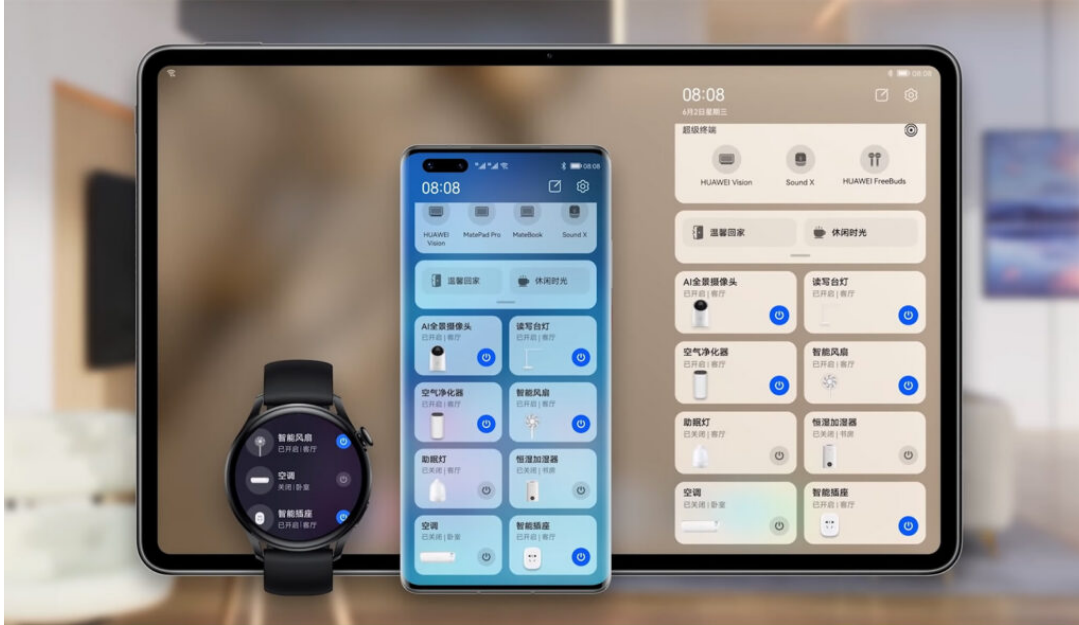 08:08
08:08
6月2日星期三
超级终端
HUAWEI Vision
Sound X
HUAWEI FreeBuds
温馨回家
休闲时光
AI全景摄像头
已开启 | 客厅
读写台灯
已开启 | 客厅
空气净化器
已开启 | 客厅
智能风扇
已开启 | 客厅
助眠灯
已关闭 | 客厅
恒湿加湿器
已关闭 | 书房
空调
已关闭 | 卧室
智能插座
已开启 | 客厅
08:08
08:08
HUAWEI
Vision
MatePad Pro
MateBook
Sound X
温馨回家
休闲时光
AI全景摄像头
已开启 | 客厅
读写台灯
已开启 | 客厅
空气净化器
已开启 | 客厅
智能风扇
已开启 | 客厅
助眠灯
已关闭 | 客厅
恒湿加湿器
已关闭 | 书房
空调
已关闭 | 卧室
智能插座
已开启 | 客厅
智能风扇
已开启 | 客厅
空调
关闭 | 卧室
智能插座
已开启 | 客厅